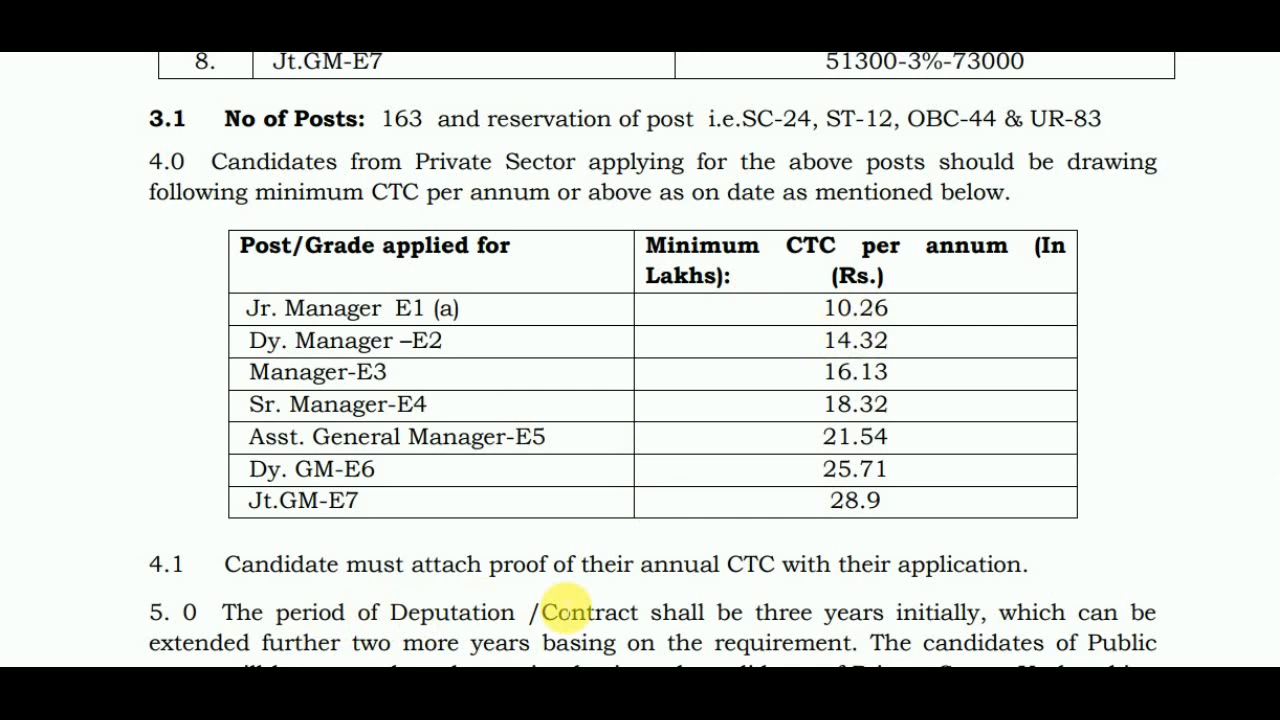 8. Jt.GM-E7 51300-3%-73000
3.1 No of Posts: 163 and reservation of post i.e.SC-24, ST-12, OBC-44 & UR-83
4.0 Candidates from Private Sector applying for the above posts should be drawing
following minimum CTC per annum or above as on date as mentioned below.
Post/Grade applied for Minimum CTC per annum (In
Lakhs): (Rs.)
Jr. Manager E1 (a) 10.26
Dy. Manager –E2 14.32
Manager-E3 16.13
Sr. Manager-E4 18.32
Asst. General Manager-E5 21.54
Dy. GM-E6 25.71
Jt.GM-E7 28.9
4.1 Candidate must attach proof of their annual CTC with their application.
5. 0 The period of Deputation /Contract shall be three years initially, which can be
extended further two more years basing on the requirement. The candidates of Public